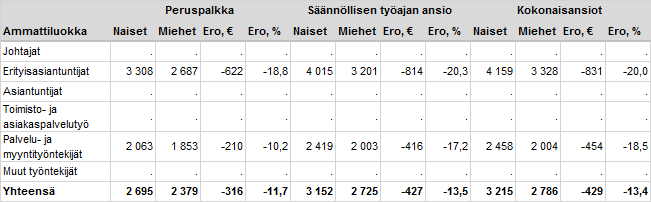 Peruspalkka Säännöllisen työajan ansio Kokonaisansiot
Ammattiluokka Naiset Miehet Ero, € Ero, % Naiset Miehet Ero, € Ero, % Naiset Miehet Ero, € Ero, %
Johtajat . . . . . . . . . . . .
Erityisasiantuntijat 3 308 2 687 -622 -18,8 4 015 3 201 -814 -20,3 4 159 3 328 -831 -20,0
Asiantuntijat . . . . . . . . . . . .
Toimisto- ja
asiakaspalvelutyö . . . . . . . . . . . .
Palvelu- ja
myyntityöntekijät 2 063 1 853 -210 -10,2 2 419 2 003 -416 -17,2 2 458 2 004 -454 -18,5
Muut työntekijät . . . . . . . . . . . .
Yhteensä 2 695 2 379 -316 -11,7 3 152 2 725 -427 -13,5 3 215 2 786 -429 -13,4